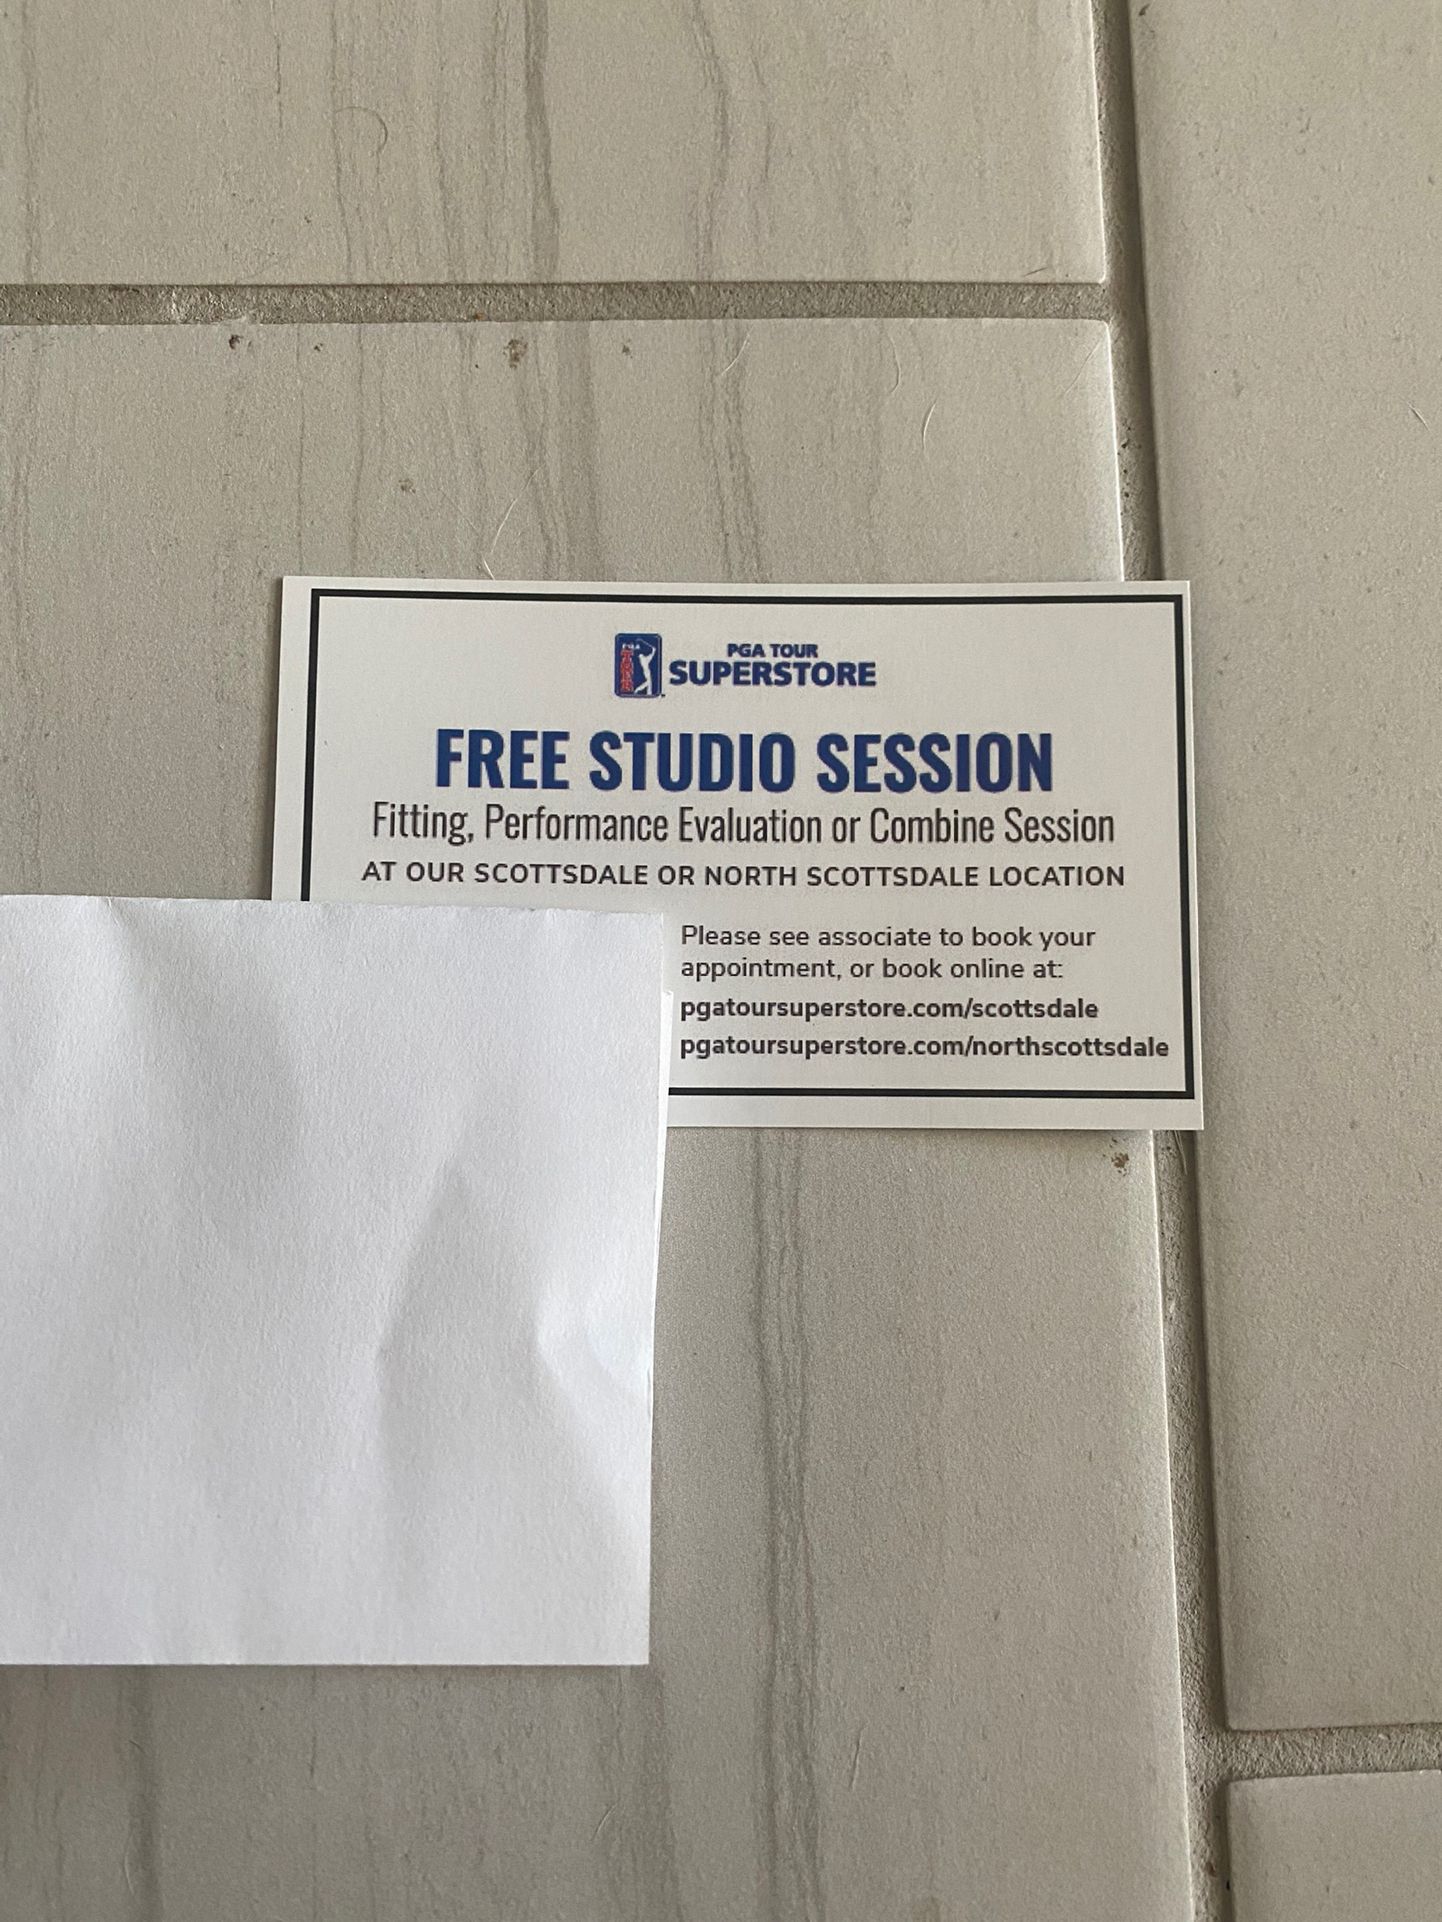 PGA TOUR
SUPERSTORE
FREE STUDIO SESSION
Fitting, Performance Evaluation or Combine Session
AT OUR SCOTTSDALE OR NORTH SCOTTSDALE LOCATION
Please see associate to book your
appointment, or book online at:
pgatoursuperstore.com/scottsdale
pgatoursuperstore.com/northscottsdale